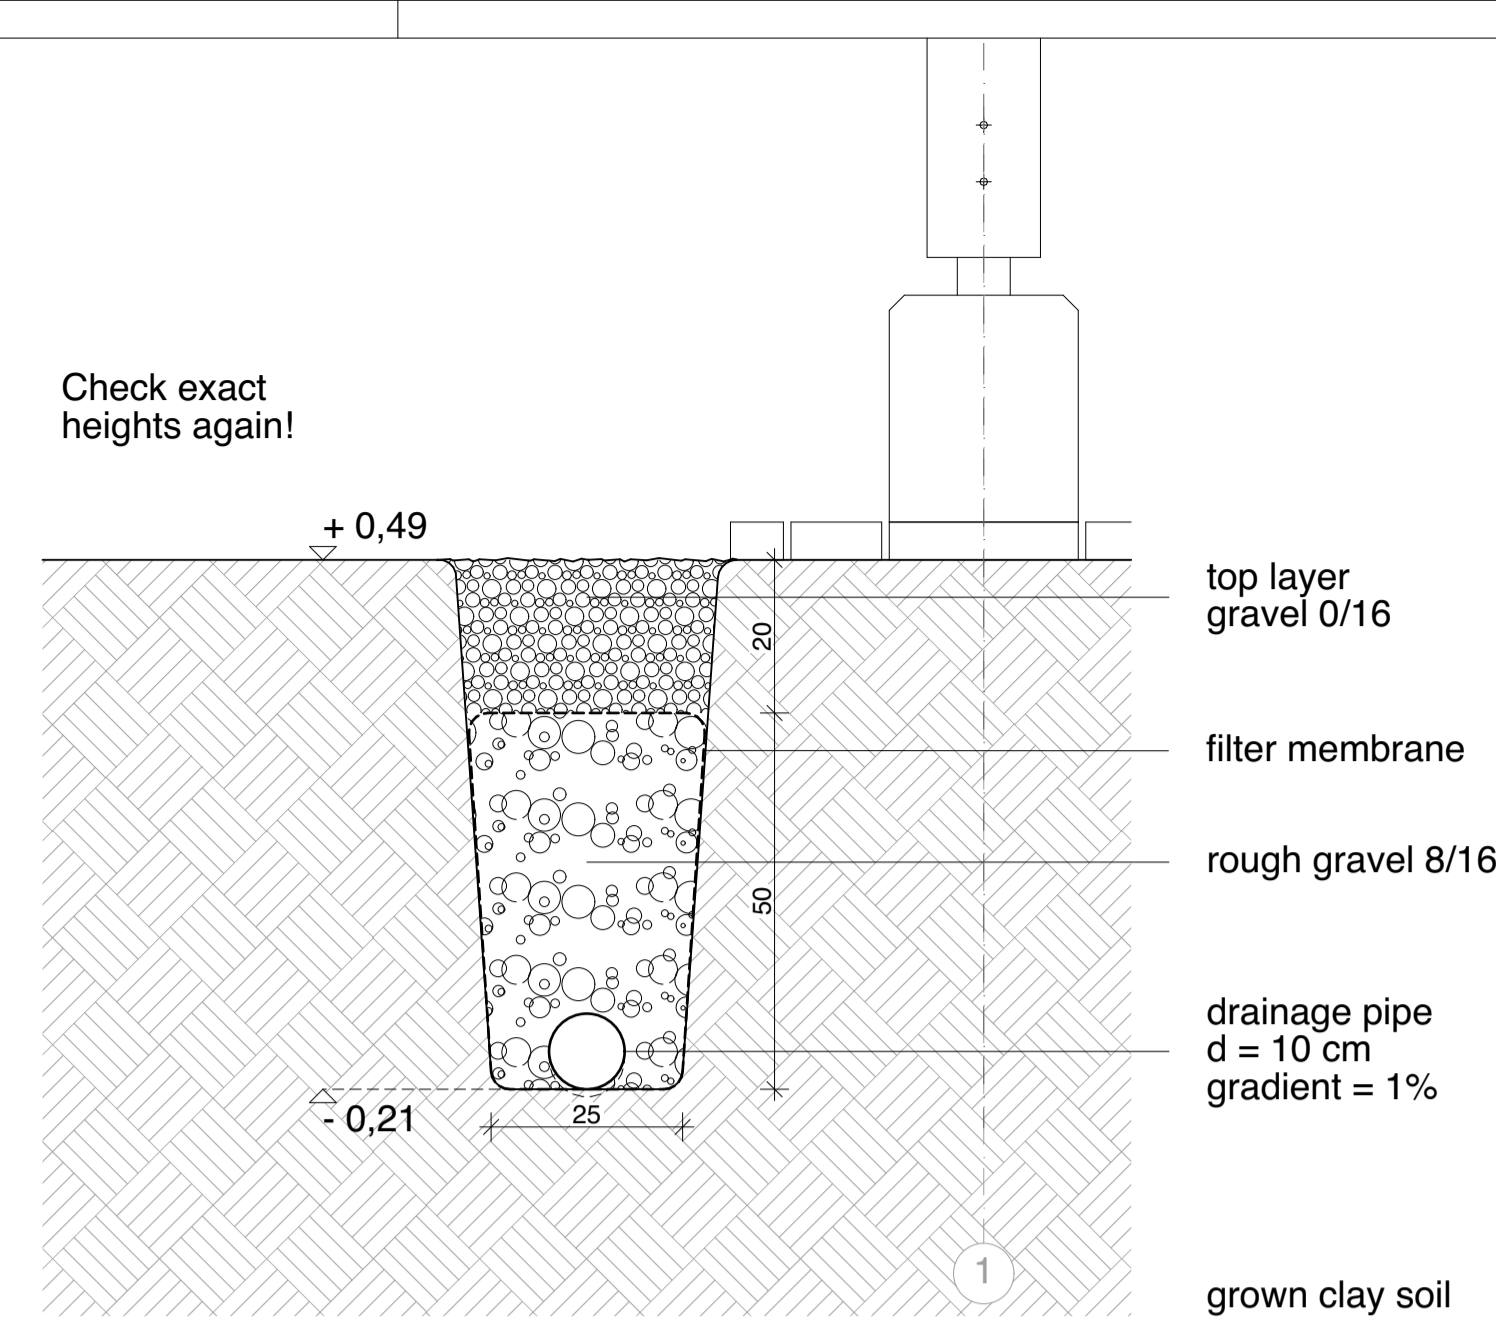 Check exact
heights again!
+ 0,49
top layer
gravel 0/16
20
filter membrane
rough gravel 8/16
50
drainage pipe
d = 10 cm
gradient = 1%
- 0,21
25
1
grown clay soil